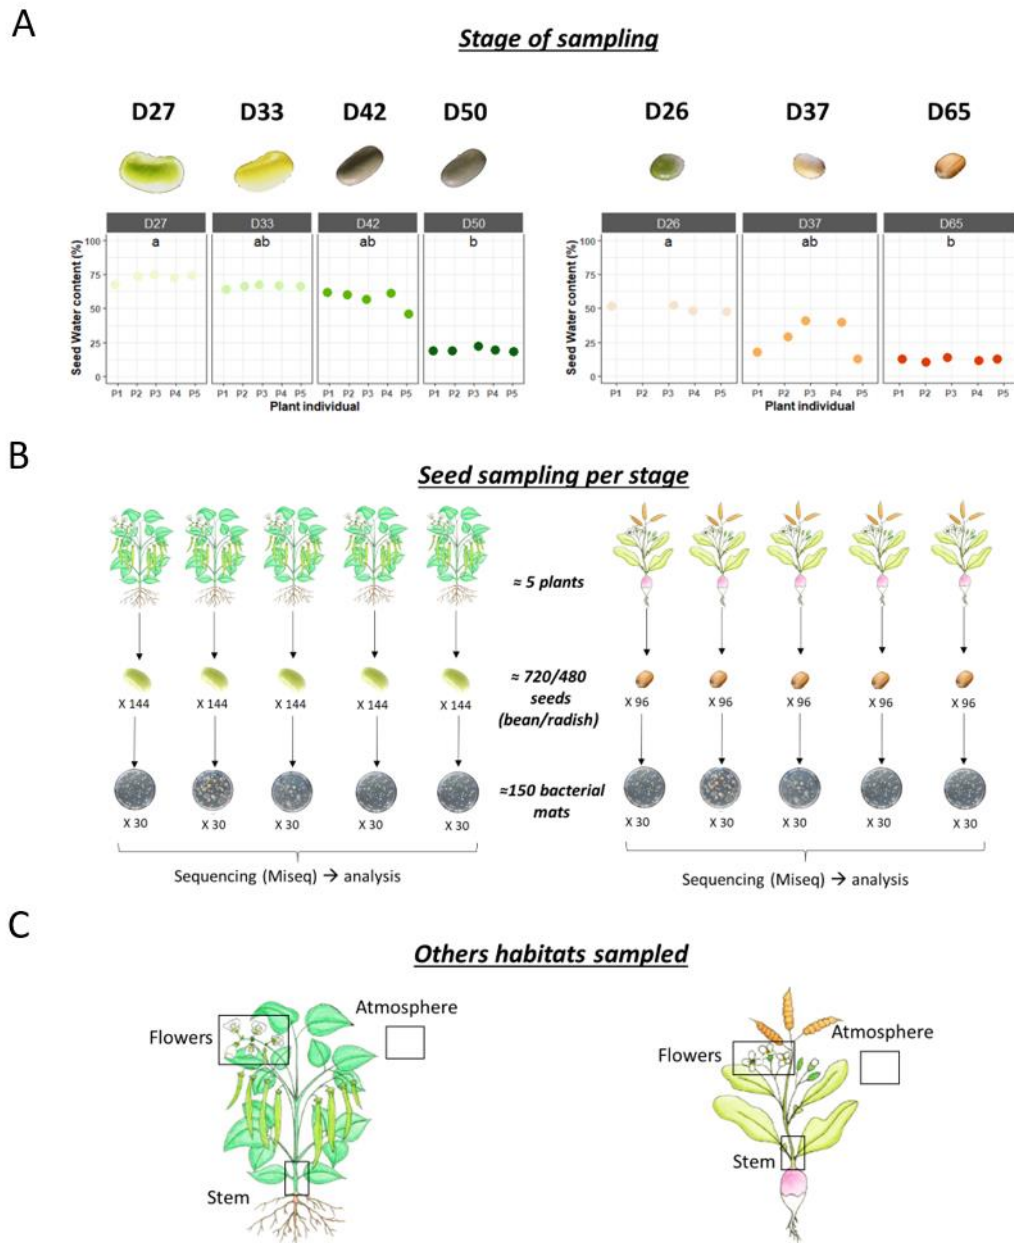 A
Stage of sampling
D27 D33 D42 D50 D26 D37 D65
D27 D33 D42 D50
a ab ab b
Seed Water content (%)
100
75
50
25
0
P1 P2 P3 P4 P5 P1 P2 P3 P4 P5 P1 P2 P3 P4 P5 P1 P2 P3 P4 P5
Plant individual
D26 D37 D65
a ab b
Seed Water content (%)
100
75
50
25
0
P1 P2 P3 P4 P5 P1 P2 P3 P4 P5 P1 P2 P3 P4 P5
Plant individual
B
Seed sampling per stage
≈ 5 plants
≈ 720/480
seeds
(bean/radish)
X 144 X 144 X 144 X 144 X 144
X 96 X 96 X 96 X 96 X 96
≈150 bacterial
mats
X 30 X 30 X 30 X 30 X 30
X 30 X 30 X 30 X 30 X 30
Sequencing (Miseq) → analysis
Sequencing (Miseq) → analysis
C
Others habitats sampled
Flowers
Atmosphere
Stem
Flowers
Atmosphere
Stem